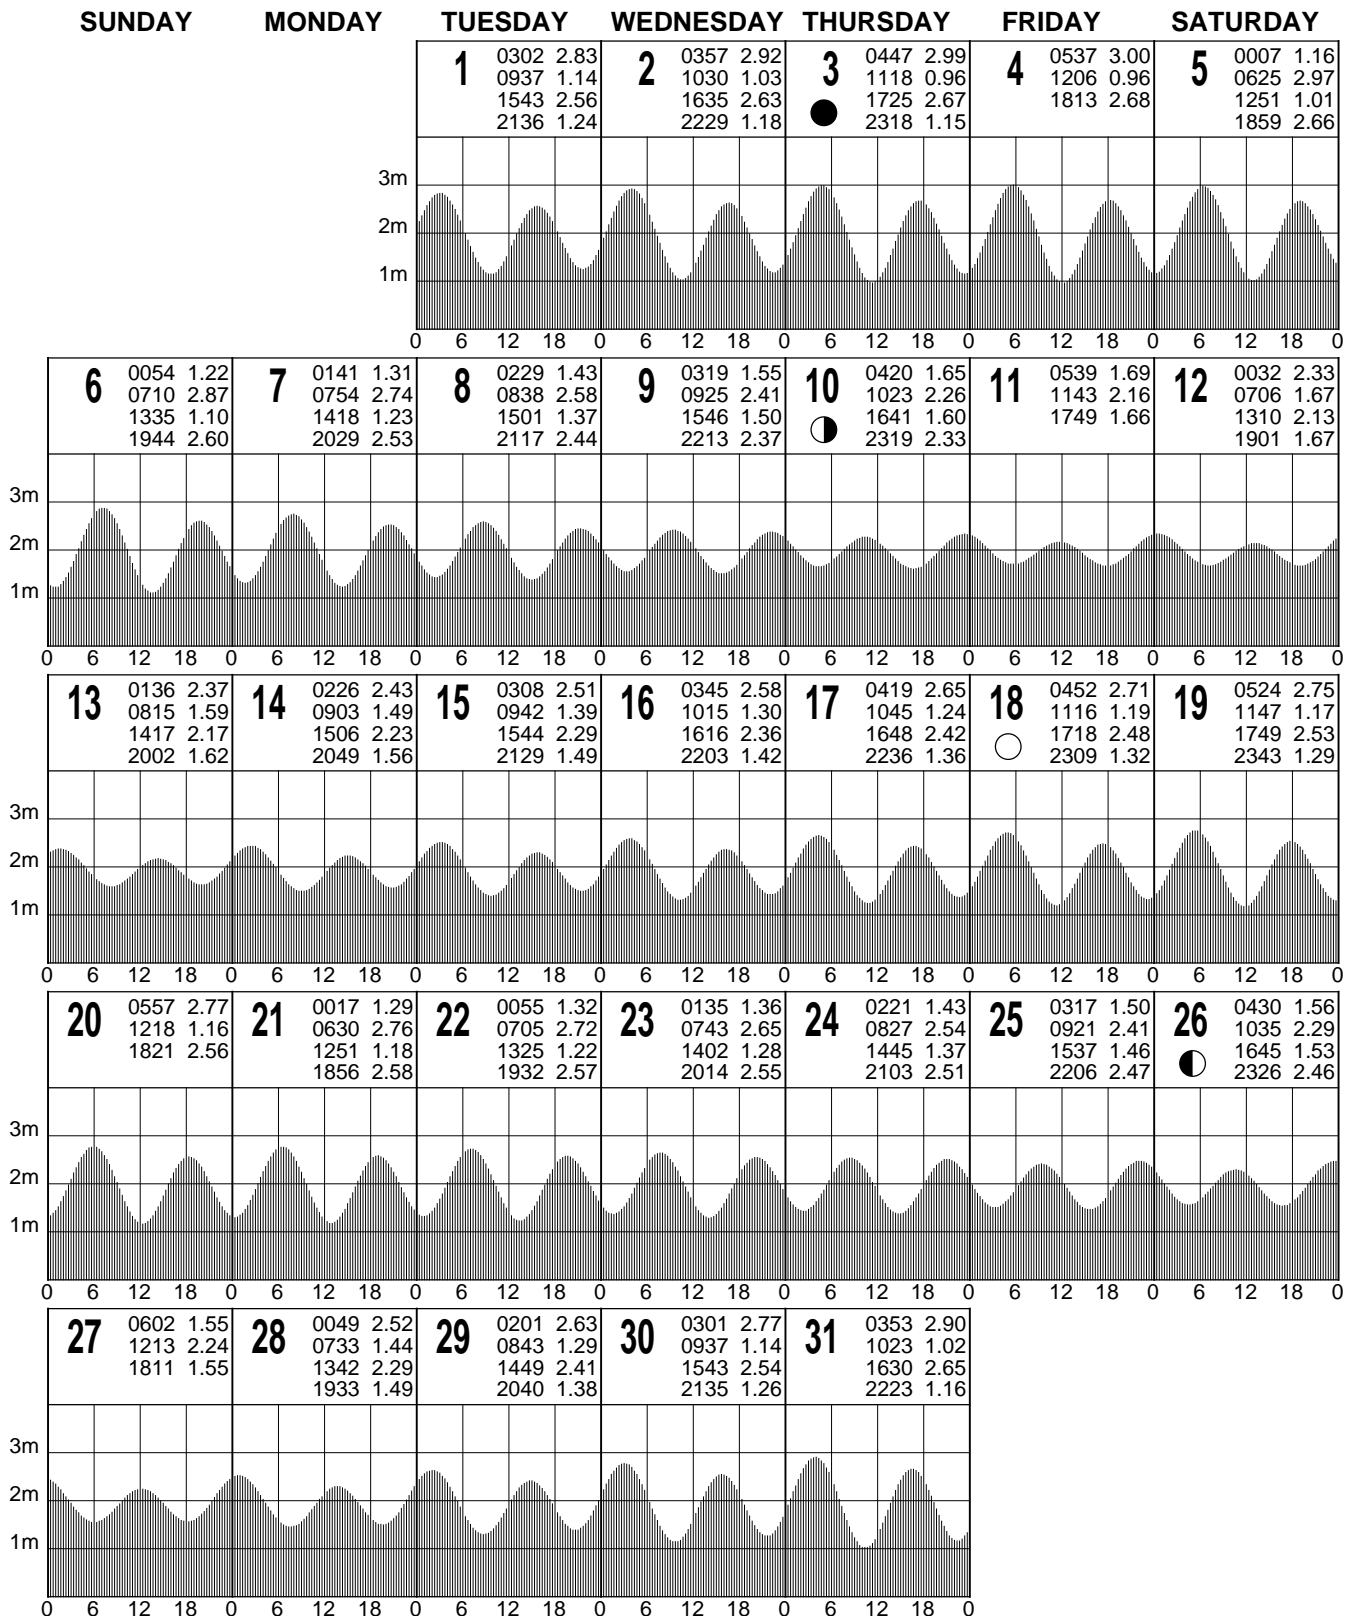 SUNDAY MONDAY TUESDAY WEDNESDAY THURSDAY FRIDAY SATURDAY
1 0302 2.83
0937 1.14
1543 2.56
2136 1.24
2 0357 2.92
1030 1.03
1635 2.63
2229 1.18
3 0447 2.99
1118 0.96
1725 2.67
2318 1.15
4 0537 3.00
1206 0.96
1813 2.68
5 0007 1.16
0625 2.97
1251 1.01
1859 2.66
3m
2m
1m
0 6 12 18 0 6 12 18 0 6 12 18 0 6 12 18 0 6 12 18 0
6 0054 1.22
0710 2.87
1335 1.10
1944 2.60
7 0141 1.31
0754 2.74
1418 1.23
2029 2.53
8 0229 1.43
0838 2.58
1501 1.37
2117 2.44
9 0319 1.55
0925 2.41
1546 1.50
2213 2.37
10 0420 1.65
1023 2.26
1641 1.60
2319 2.33
11 0539 1.69
1143 2.16
1749 1.66
12 0032 2.33
0706 1.67
1310 2.13
1901 1.67
3m
2m
1m
0 6 12 18 0 6 12 18 0 6 12 18 0 6 12 18 0 6 12 18 0 6 12 18 0 6 12 18 0
13 0136 2.37
0815 1.59
1417 2.17
2002 1.62
14 0226 2.43
0903 1.49
1506 2.23
2049 1.56
15 0308 2.51
0942 1.39
1544 2.29
2129 1.49
16 0345 2.58
1015 1.30
1616 2.36
2203 1.42
17 0419 2.65
1045 1.24
1648 2.42
2236 1.36
18 0452 2.71
1116 1.19
1718 2.48
2309 1.32
19 0524 2.75
1147 1.17
1749 2.53
2343 1.29
3m
2m
1m
0 6 12 18 0 6 12 18 0 6 12 18 0 6 12 18 0 6 12 18 0 6 12 18 0 6 12 18 0
20 0557 2.77
1218 1.16
1821 2.56
21 0017 1.29
0630 2.76
1251 1.18
1856 2.58
22 0055 1.32
0705 2.72
1325 1.22
1932 2.57
23 0135 1.36
0743 2.65
1402 1.28
2014 2.55
24 0221 1.43
0827 2.54
1445 1.37
2103 2.51
25 0317 1.50
0921 2.41
1537 1.46
2206 2.47
26 0430 1.56
1035 2.29
1645 1.53
2326 2.46
3m
2m
1m
0 6 12 18 0 6 12 18 0 6 12 18 0 6 12 18 0 6 12 18 0 6 12 18 0 6 12 18 0
27 0602 1.55
1213 2.24
1811 1.55
28 0049 2.52
0733 1.44
1342 2.29
1933 1.49
29 0201 2.63
0843 1.29
1449 2.41
2040 1.38
30 0301 2.77
0937 1.14
1543 2.54
2135 1.26
31 0353 2.90
1023 1.02
1630 2.65
2223 1.16
3m
2m
1m
0 6 12 18 0 6 12 18 0 6 12 18 0 6 12 18 0 6 12 18 0